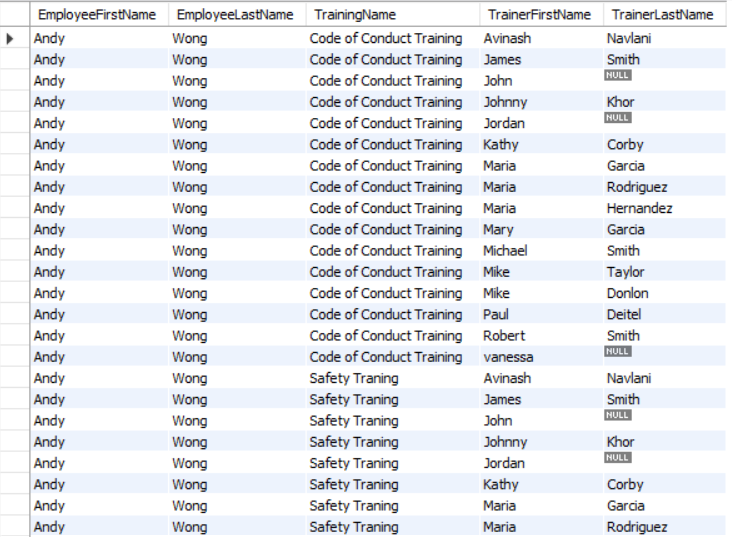 EmployeeFirstName EmployeeLastName TrainingName TrainerFirstName TrainerLastName
Andy Wong Code of Conduct Training Avinash Navlani
Andy Wong Code of Conduct Training James Smith
Andy Wong Code of Conduct Training John NULL
Andy Wong Code of Conduct Training Johnny Khor
Andy Wong Code of Conduct Training Jordan NULL
Andy Wong Code of Conduct Training Kathy Corby
Andy Wong Code of Conduct Training Maria Garcia
Andy Wong Code of Conduct Training Maria Rodriguez
Andy Wong Code of Conduct Training Maria Hernandez
Andy Wong Code of Conduct Training Mary Garcia
Andy Wong Code of Conduct Training Michael Smith
Andy Wong Code of Conduct Training Mike Taylor
Andy Wong Code of Conduct Training Mike Donlon
Andy Wong Code of Conduct Training Paul Deitel
Andy Wong Code of Conduct Training Robert Smith
Andy Wong Code of Conduct Training vanessa NULL
Andy Wong Safety Traning Avinash Navlani
Andy Wong Safety Traning James Smith
Andy Wong Safety Traning John NULL
Andy Wong Safety Traning Johnny Khor
Andy Wong Safety Traning Jordan NULL
Andy Wong Safety Traning Kathy Corby
Andy Wong Safety Traning Maria Garcia
Andy Wong Safety Traning Maria Rodriguez